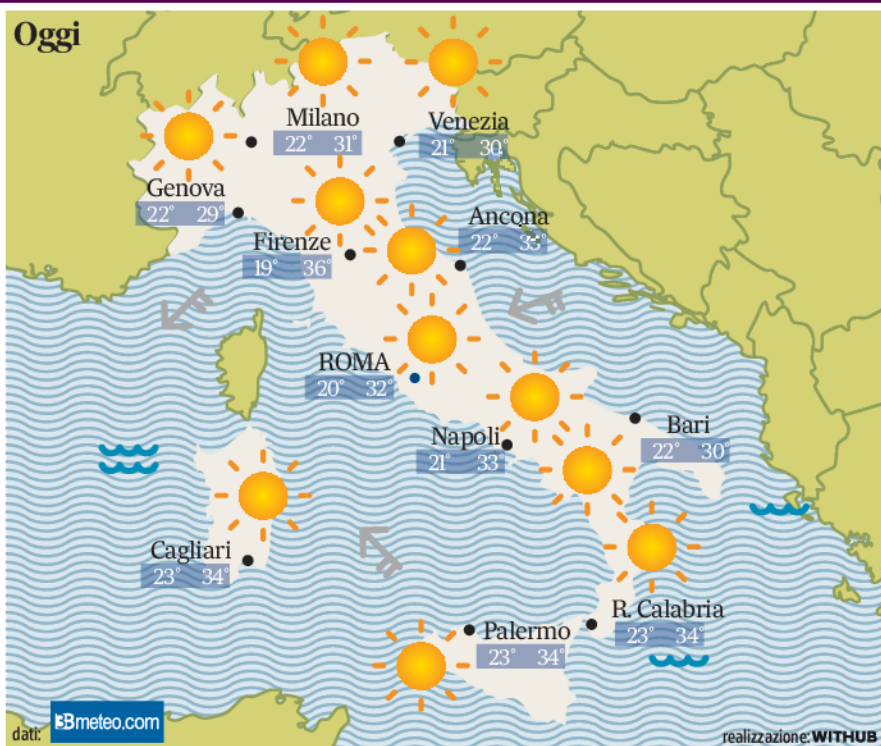 Oggi
Milano
22° 31°
Venezia
21° 30°
Genova
22° 29°
Ancona
22° 33°
Firenze
19° 36°
ROMA
20° 32°
Napoli
21° 33°
Bari
22° 30°
Cagliari
23° 34°
R. Calabria
23° 34°
Palermo
23° 34°
dati: 3Bmeteo.com
realizzazione: WITHUB